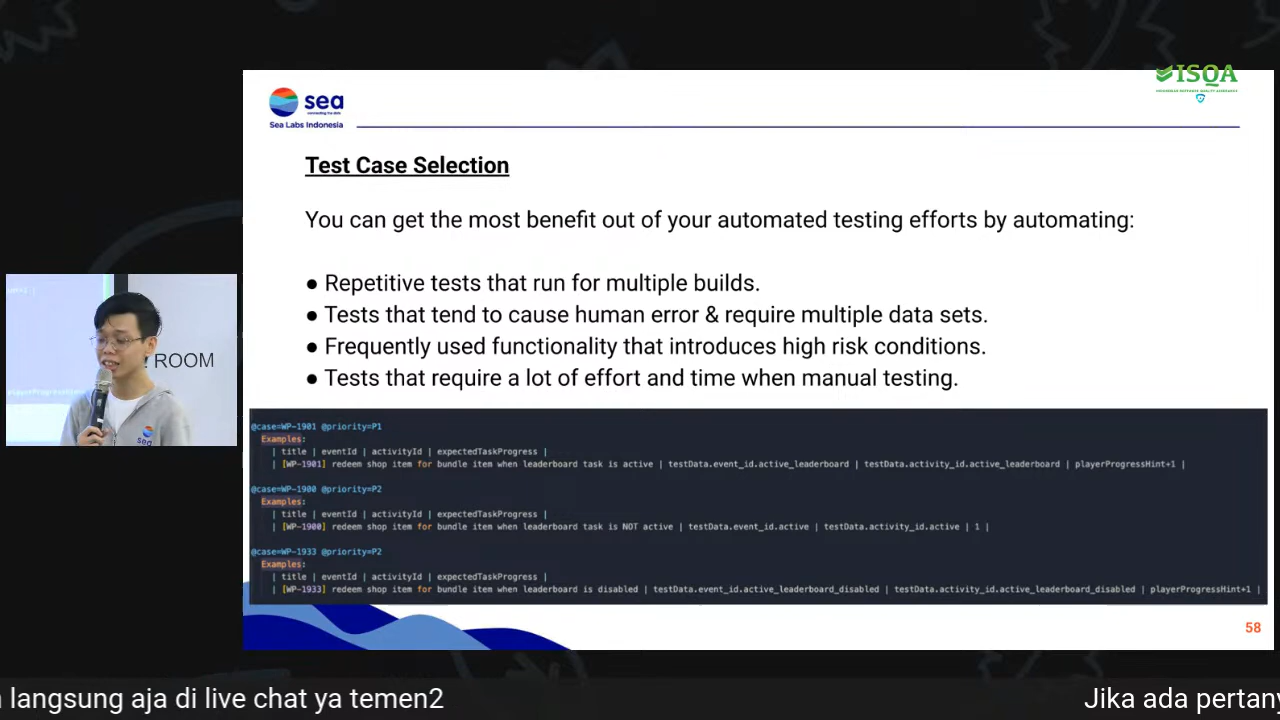 ISQA
sea
Sea Labs Indonesia
Test Case Selection
You can get the most benefit out of your automated testing efforts by automating:
● Repetitive tests that run for multiple builds.
● Tests that tend to cause human error & require multiple data sets.
● Frequently used functionality that introduces high risk conditions.
● Tests that require a lot of effort and time when manual testing.
ROOM
sea
@case=WP-1901 @priority=P1
Examples:
| title | eventId | activityId | expectedTaskProgress |
| [WP-1901] redeem shop item for bundle item when leaderboard task is active | testData.event_id.active_leaderboard | testData.activity_id.active_leaderboard | playerProgressHint+1 |
@case=WP-1900 @priority=P2
Examples:
| title | eventId | activityId | expectedTaskProgress |
| [WP-1900] redeem shop item for bundle item when leaderboard task is NOT active | testData.event_id.active | testData.activity_id.active | 1 |
@case=WP-1933 @priority=P2
Examples:
| title | eventId | activityId | expectedTaskProgress |
| [WP-1933] redeem shop item for bundle item when leaderboard is disabled | testData.event_id.active_leaderboard_disabled | testData.activity_id.active_leaderboard_disabled | playerProgressHint+1 |
58
langsung aja di live chat ya temen2
Jika ada pertany